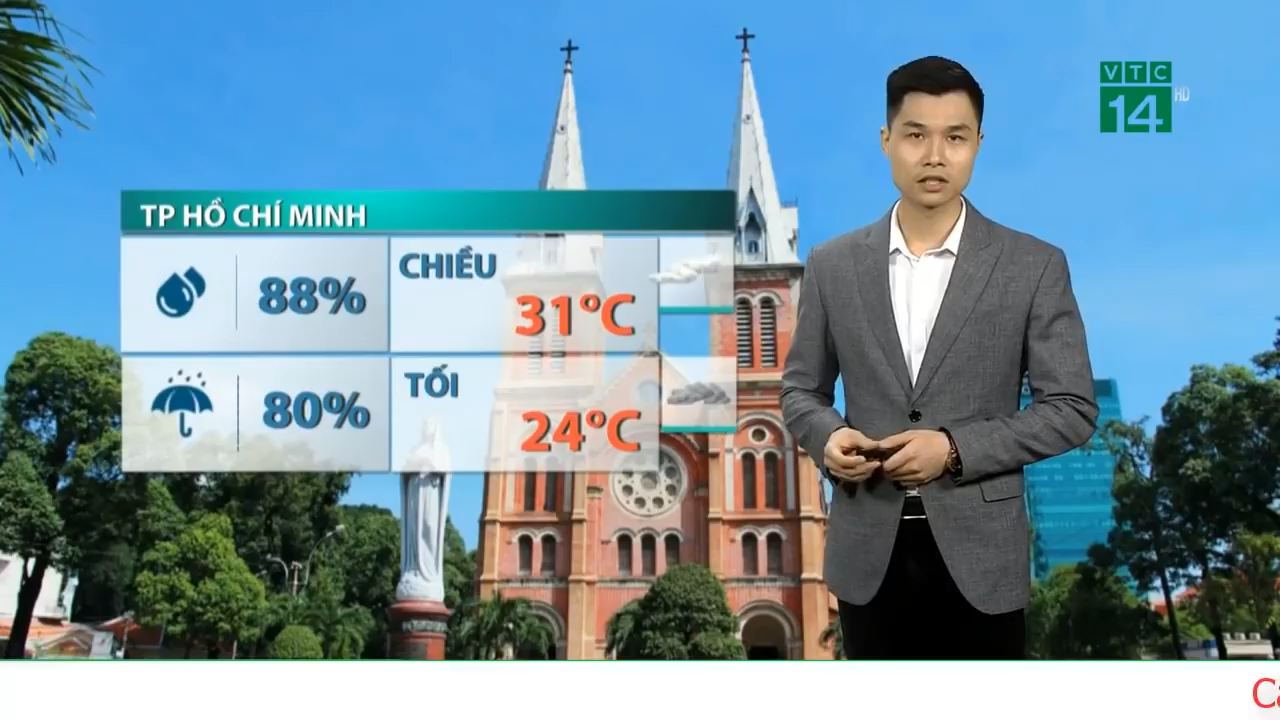 VTC
14
HD
TP HỒ CHÍ MINH
88%
CHIỀU
31°C
80%
TỐI
24°C